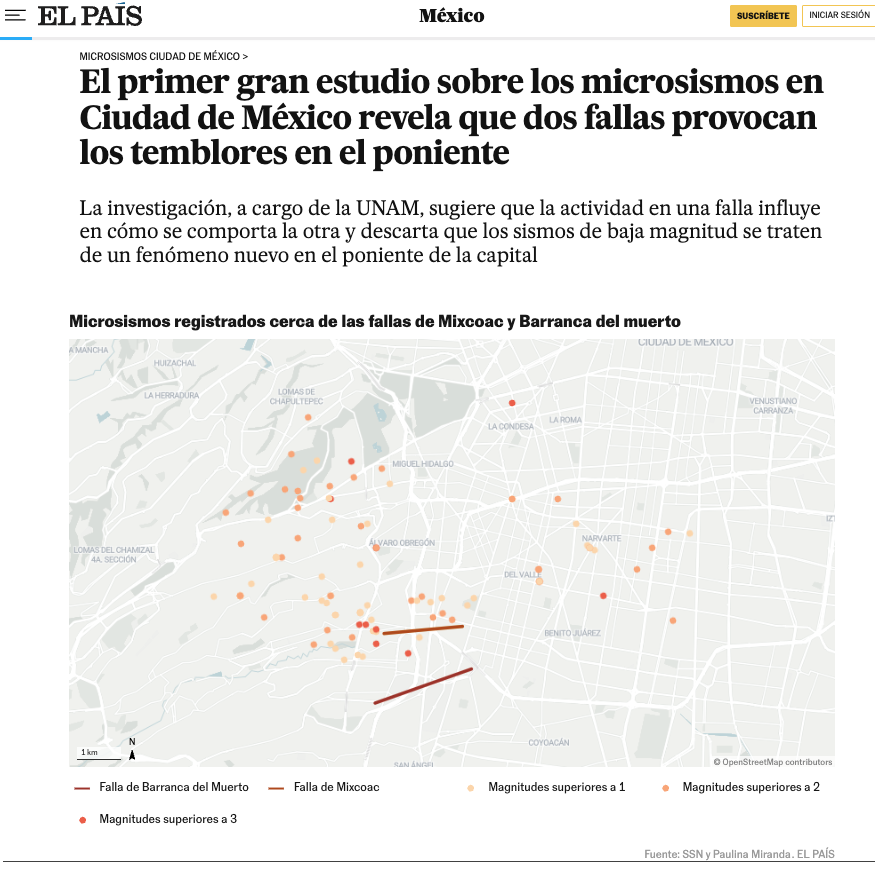 EL PAÍS
México
SUSCRÍBETE
INICIAR SESIÓN
MICROSISMOS CIUDAD DE MÉXICO >
El primer gran estudio sobre los microsismos en
Ciudad de México revela que dos fallas provocan
los temblores en el poniente
La investigación, a cargo de la UNAM, sugiere que la actividad en una falla influye
en cómo se comporta la otra y descarta que los sismos de baja magnitud se traten
de un fenómeno nuevo en el poniente de la capital
Microsismos registrados cerca de las fallas de Mixcoac y Barranca del muerto
CIUDAD DE MÉXICO
A MANCHA
HUIZACHAL
LA HERRADURA
LOMAS DE
CHAPULTEPEC
VENUSTIANO
CARRANZA
LA ROMA
LA CONDESA
MIGUEL HIDALGO
LOMAS DEL CHAMIZAL
4A. SECCIÓN
ÁLVARO OBREGÓN
NARVARTE
DEL VALLE
BENITO JUÁREZ
COYOACÁN
SAN ÁNGEL
1 km
N
© OpenStreetMap contributors
Falla de Barranca del Muerto
Falla de Mixcoac
Magnitudes superiores a 1
Magnitudes superiores a 2
Magnitudes superiores a 3
Fuente: SSN y Paulina Miranda. EL PAÍS